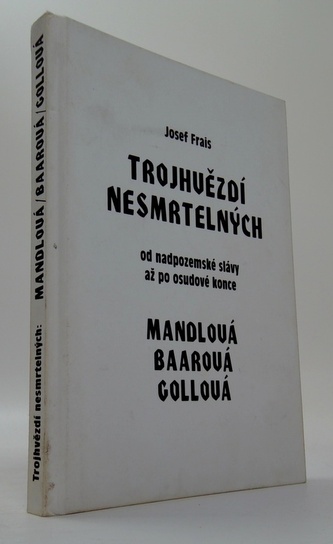 Josef Frais
TROJHVĚZDÍ
NESMRTELNÝCH
od nadpozemské slávy
až po osudové konce
MANDLOVÁ
BAAROVÁ
GOLLOVÁ
Trojhvězdí nesmrtelných: MANDLOVÁ/BAAROVÁ/GOLLOVÁ